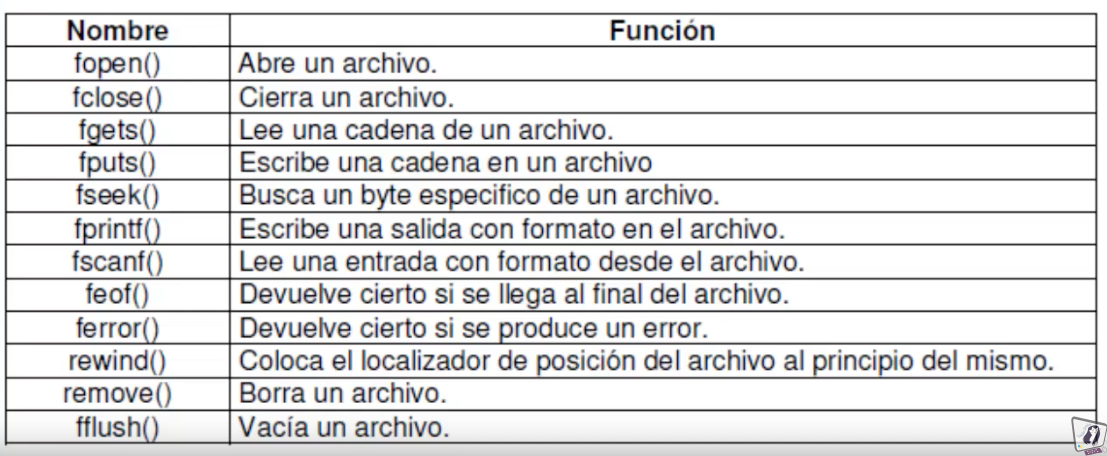 Nombre Función
fopen() Abre un archivo.
fclose() Cierra un archivo.
fgets() Lee una cadena de un archivo.
fputs() Escribe una cadena en un archivo
fseek() Busca un byte especifico de un archivo.
fprintf() Escribe una salida con formato en el archivo.
fscanf() Lee una entrada con formato desde el archivo.
feof() Devuelve cierto si se llega al final del archivo.
ferror() Devuelve cierto si se produce un error.
rewind() Coloca el localizador de posición del archivo al principio del mismo.
remove() Borra un archivo.
fflush() Vacía un archivo.